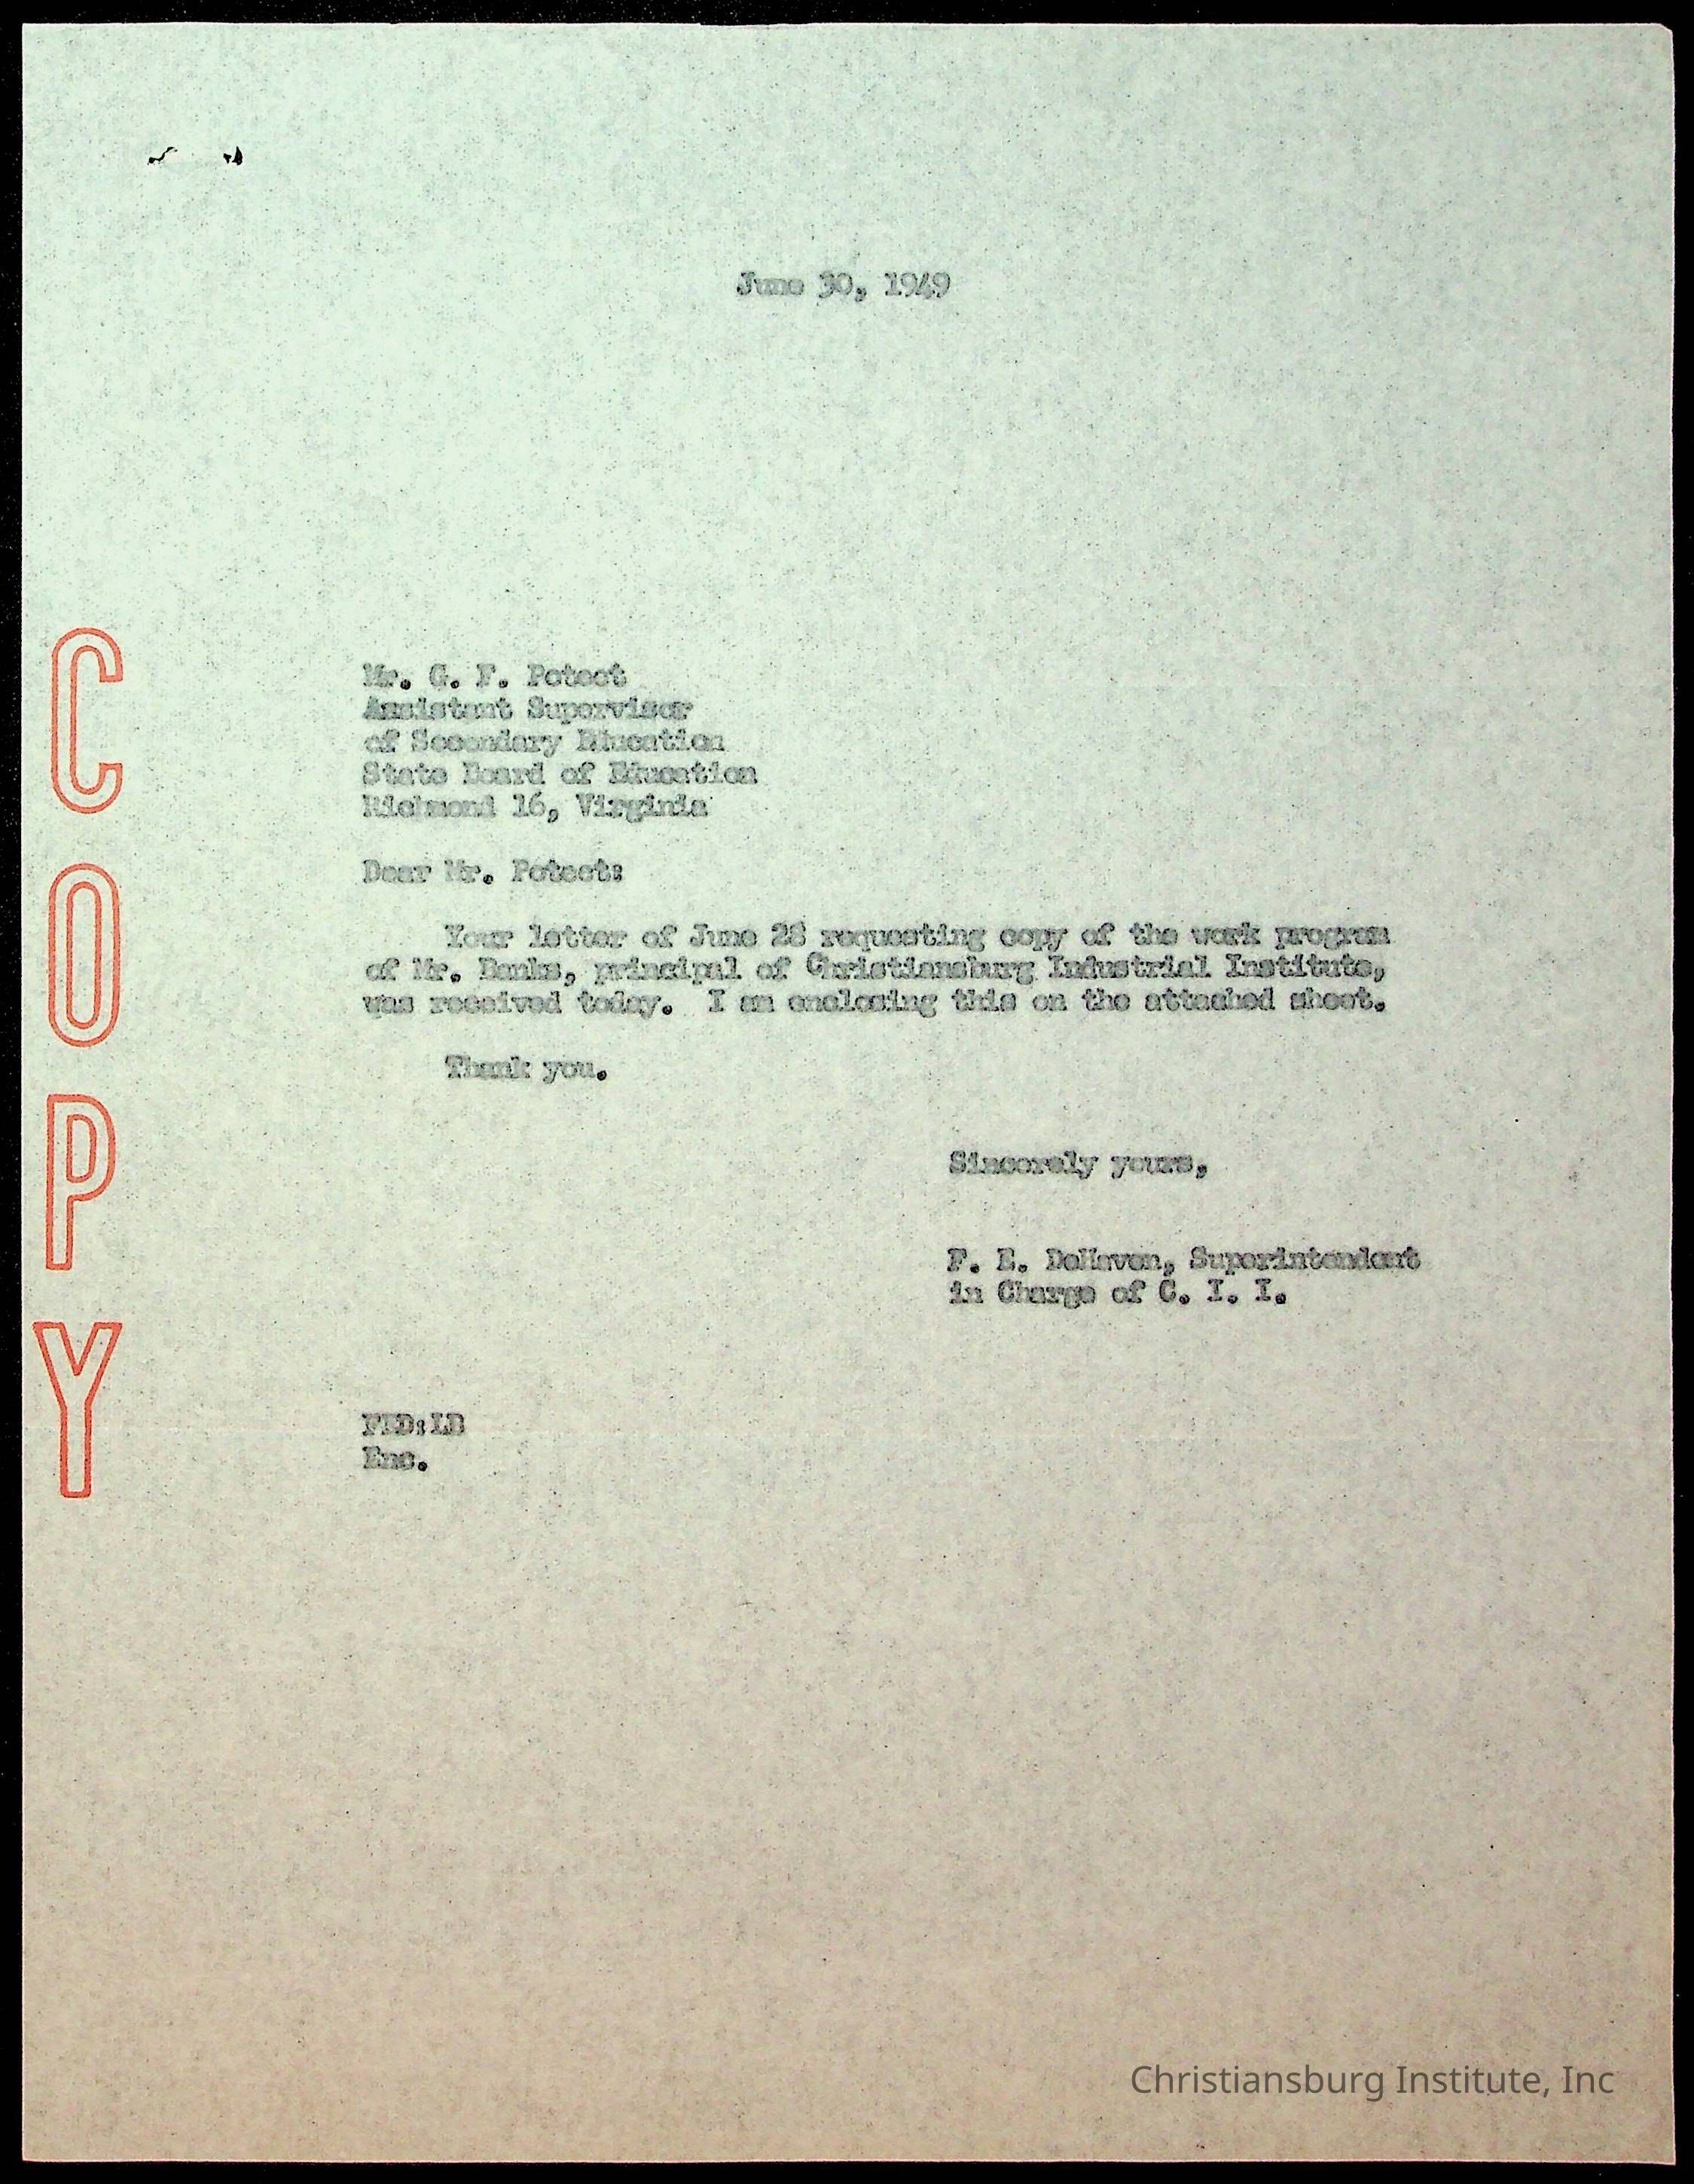 June 30, 1949
COPY
Mr. G. F. Poteet
Assistant Supervisor
of Secondary Education
State Board of Education
Richmond 16, Virginia
Dear Mr. Poteet:
Your letter of June 28 requesting copy of the work program
of Mr. Banks, principal of Christiansburg Industrial Institute,
was received today. I am enclosing this on the attached sheet.
Thank you.
Sincerely yours,
F. E. DeHaven, Superintendent
in Charge of C. I. I.
FED:LB
Enc.
Christiansburg Institute, Inc